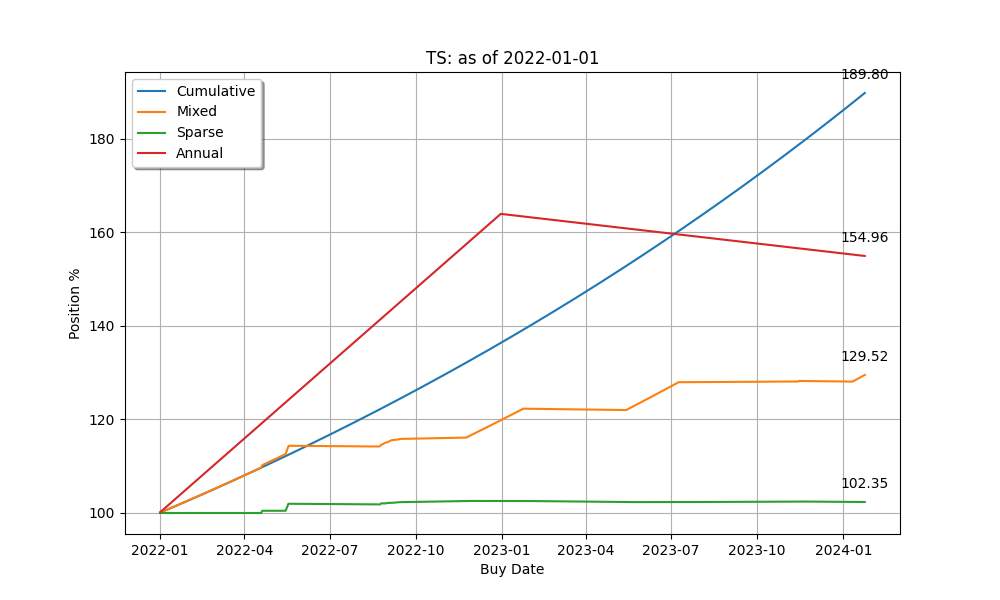 TS: as of 2022-01-01
189.80
Cumulative
Mixed
Sparse
Annual
180
160
154.96
140
129.52
120
102.35
100
Position %
2022-01 2022-04 2022-07 2022-10 2023-01 2023-04 2023-07 2023-10 2024-01
Buy Date